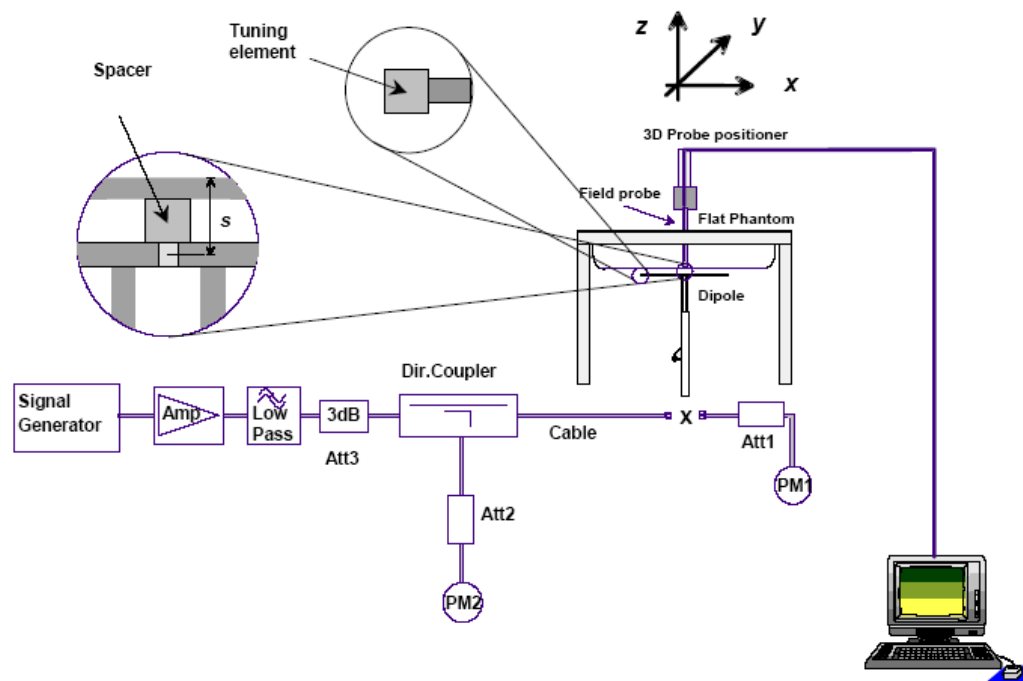 Tuning
element
Spacer
s
z
y
x
3D Probe positioner
Field probe
Flat Phantom
Dipole
Dir.Coupler
Signal
Generator
Amp
Low
Pass
3dB
Att3
Cable
X
Att1
PM1
Att2
PM2